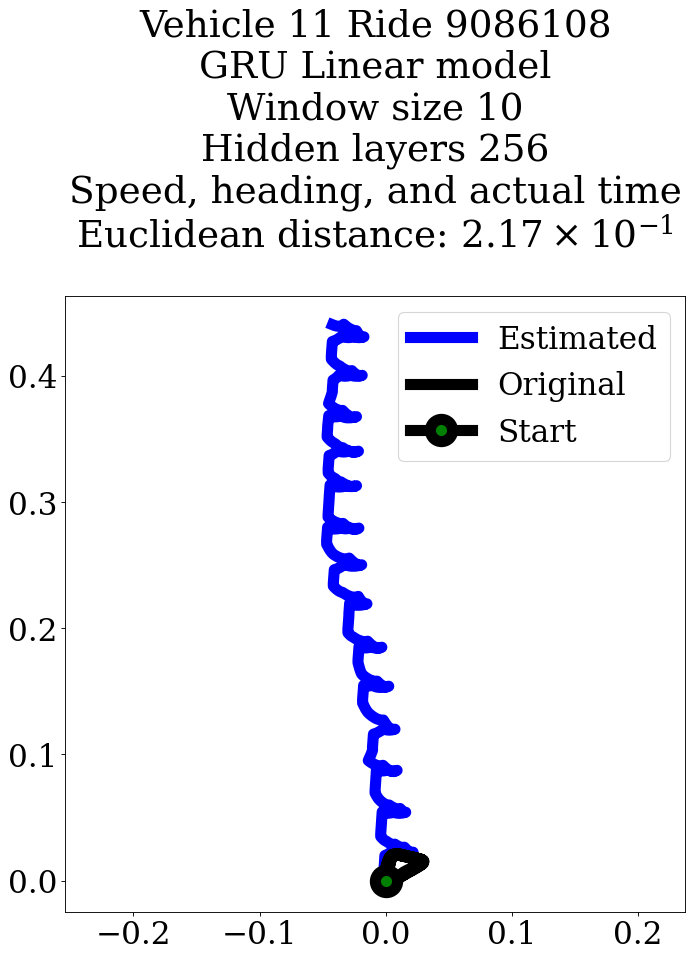 Vehicle 11 Ride 9086108
GRU Linear model
Window size 10
Hidden layers 256
Speed, heading, and actual time
Euclidean distance: 2.17 × 10⁻¹
Estimated
Original
Start
0.4
0.3
0.2
0.1
0.0
−0.2
−0.1
0.0
0.1
0.2